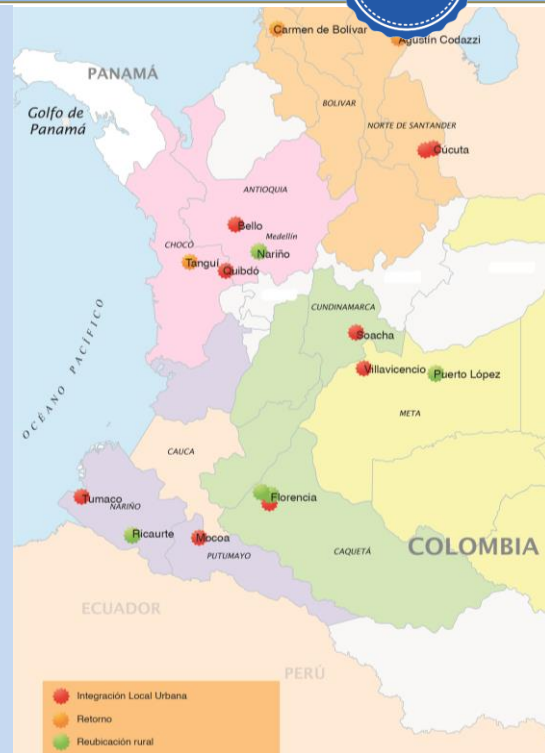 Carmen de Bolívar
Agustín Codazzi
PANAMÁ
BOLIVAR
Golfo de
Panamá
NORTE DE SANTANDER
Cúcuta
ANTIOQUIA
Bello
Medellín
CHOCÓ
Nariño
Tanguí
Quibdó
CUNDINAMARCA
OCÉANO PACÍFICO
Soacha
Villavicencio
Puerto López
META
CAUCA
Tumaco
NARIÑO
Florencia
Ricaurte
Mocoa
PUTUMAYO
CAQUETÁ
COLOMBIA
ECUADOR
PERÚ
Integración Local Urbana
Retorno
Reubicación rural